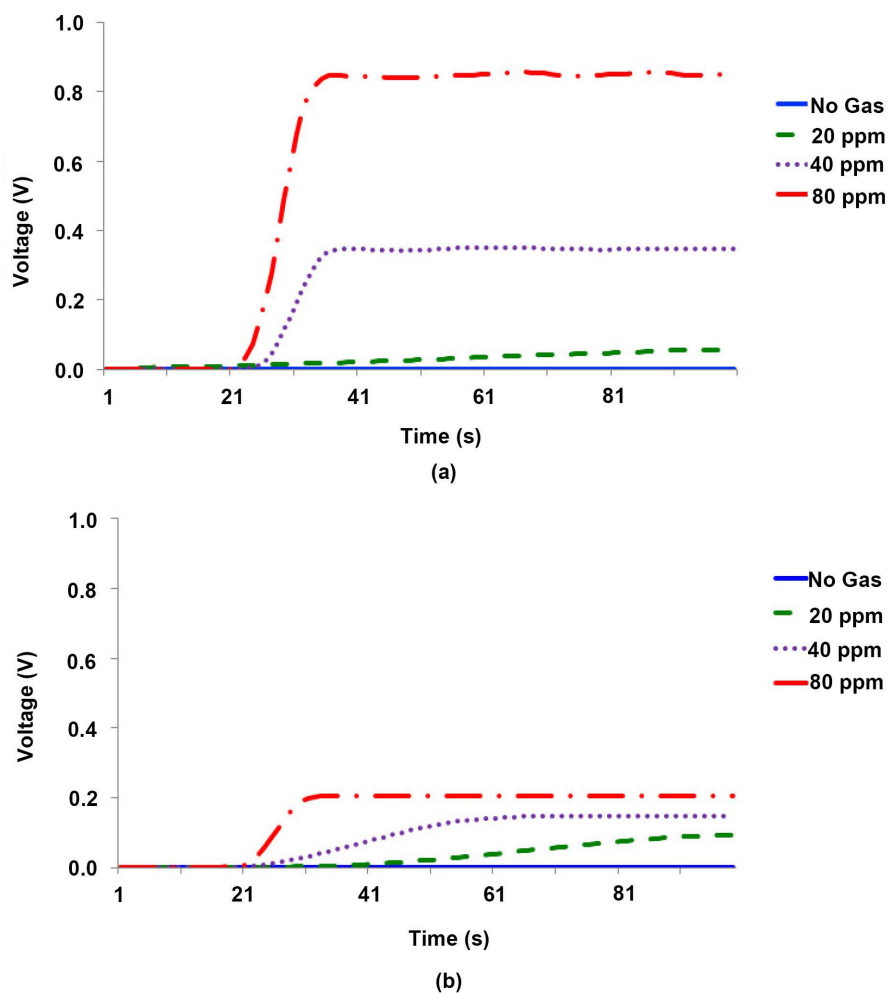 1.0
0.8
0.6
0.4
0.2
0.0
Voltage (V)
1 21 41 61 81
Time (s)
No Gas
20 ppm
40 ppm
80 ppm
(a)
1.0
0.8
0.6
0.4
0.2
0.0
Voltage (V)
1 21 41 61 81
Time (s)
No Gas
20 ppm
40 ppm
80 ppm
(b)